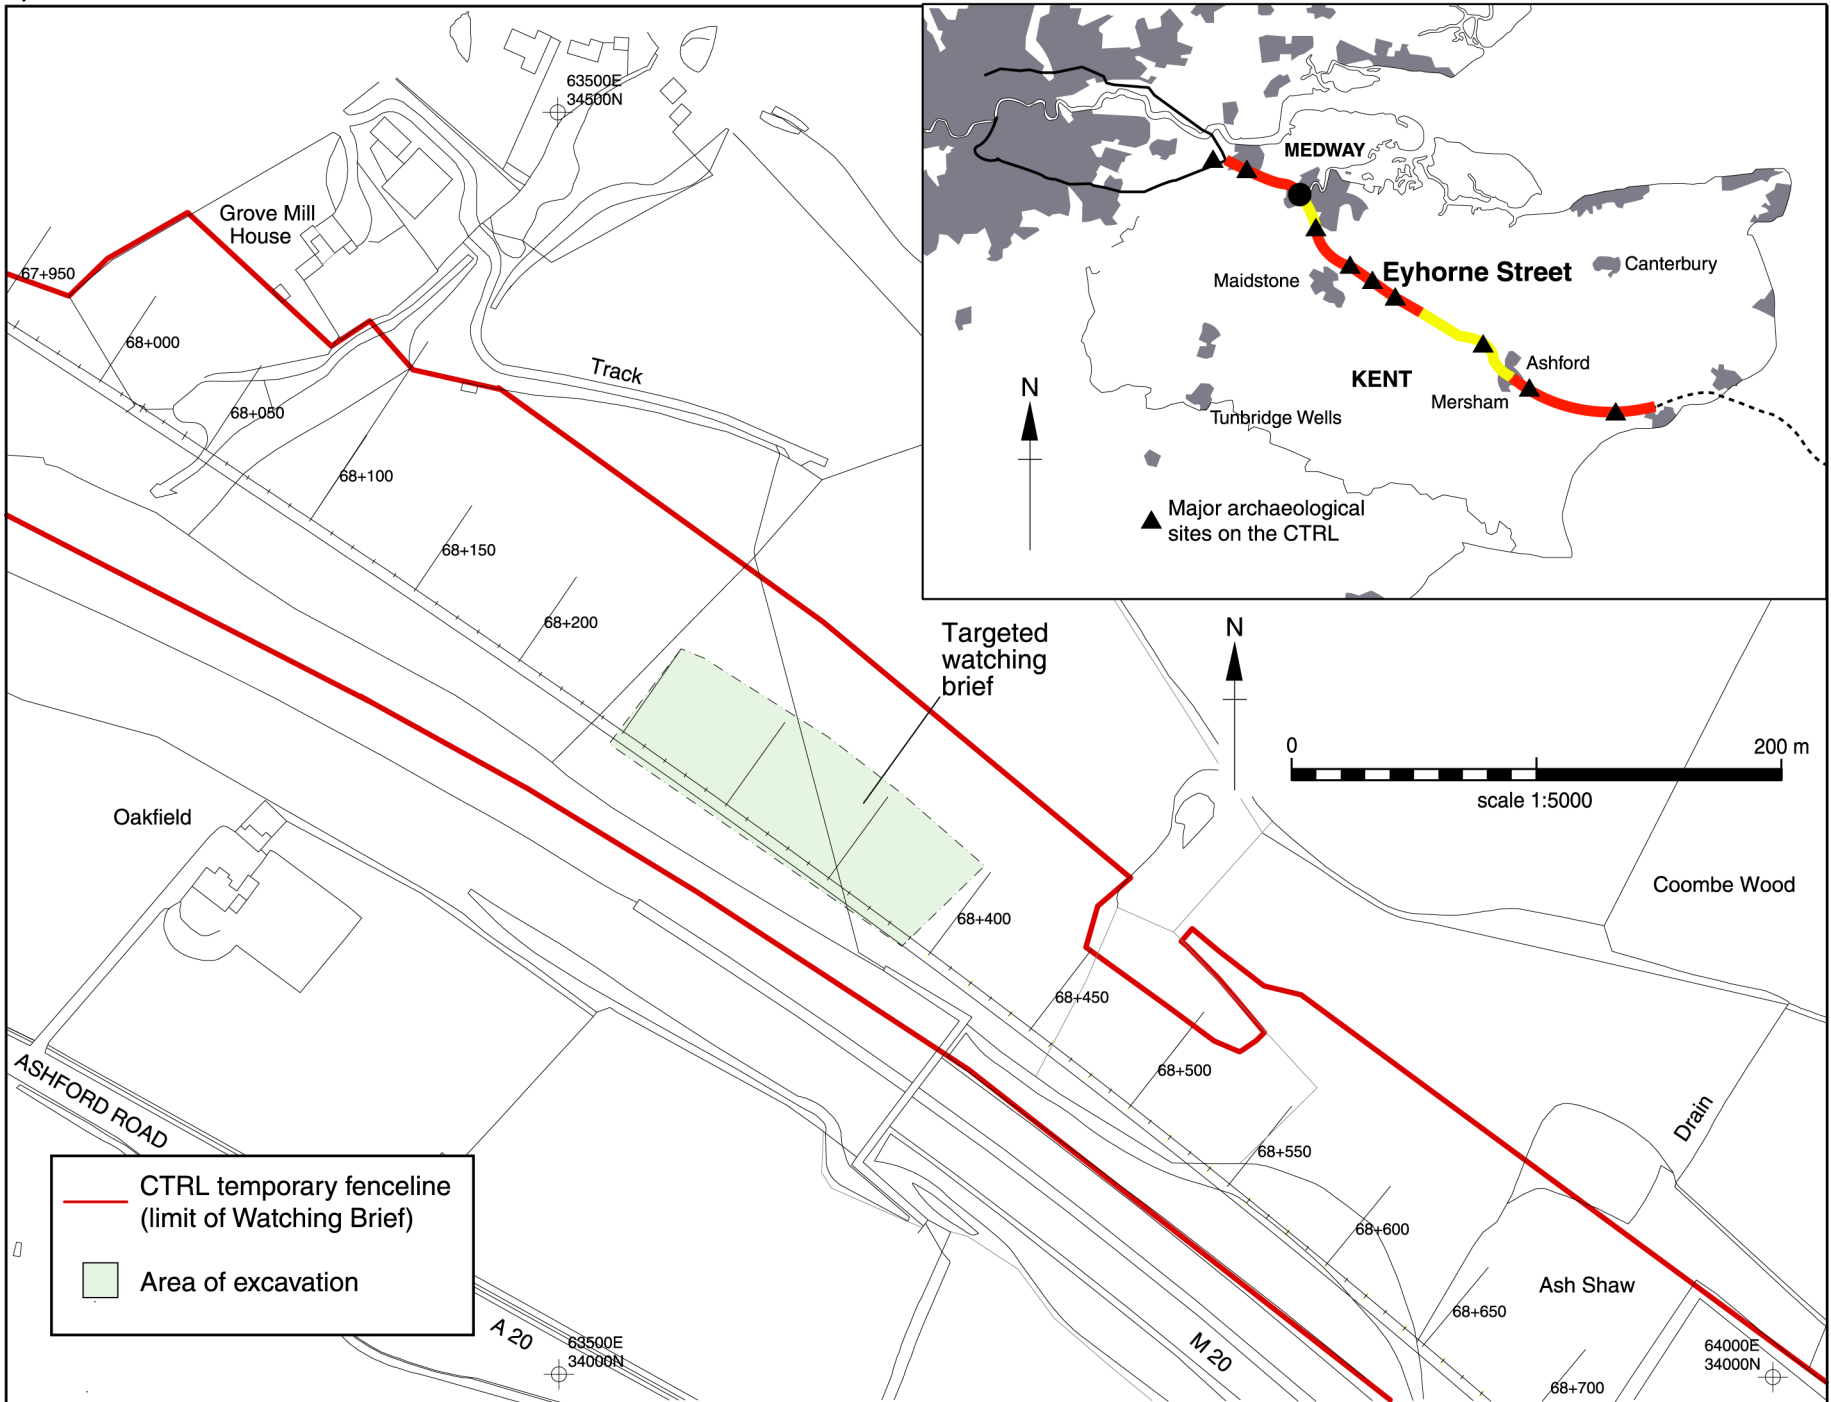 63500E
34500N
Grove Mill
House
67+950
68+000
68+050
68+100
68+150
68+200
Track
Targeted
watching
brief
68+400
68+450
68+500
68+550
68+600
68+650
68+700
Oakfield
ASHFORD ROAD
A 20
M 20
Coombe Wood
Drain
Ash Shaw
63500E
34000N
64000E
34000N
N
0
200 m
scale 1:5000
CTRL temporary fenceline
(limit of Watching Brief)
Area of excavation
MEDWAY
Eyhorne Street
Maidstone
Canterbury
Ashford
KENT
Mersham
Tunbridge Wells
N
Major archaeological
sites on the CTRL